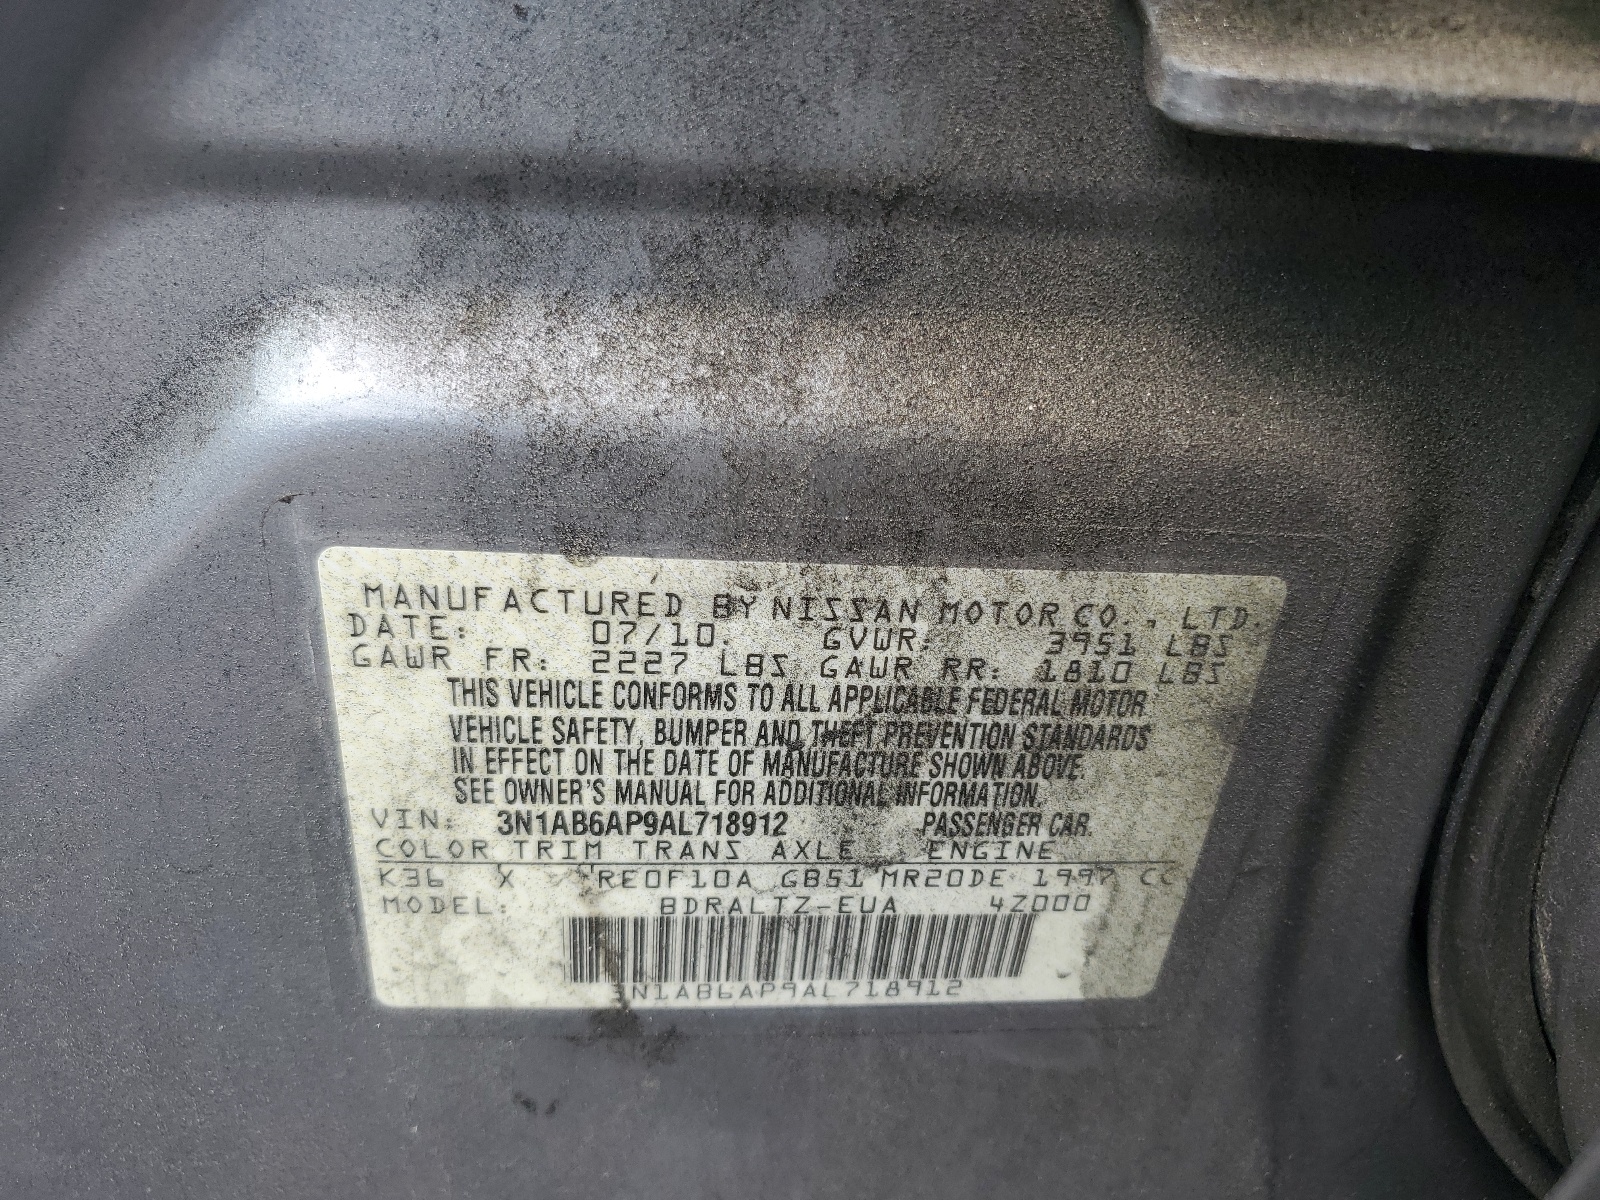 MANUFACTURED BY NISSAN MOTOR CO., LTD.
DATE: 07/10. GVWR: 3951 LBS
GAWR FR: 2227 LBS GAWR RR: 1810 LBS
THIS VEHICLE CONFORMS TO ALL APPLICABLE FEDERAL MOTOR
VEHICLE SAFETY, BUMPER AND THEFT PREVENTION STANDARDS
IN EFFECT ON THE DATE OF MANUFACTURE SHOWN ABOVE.
SEE OWNER'S MANUAL FOR ADDITIONAL INFORMATION.
VIN: 3N1AB6AP9AL718912 PASSENGER CAR.
COLOR TRIM TRANS AXLE ENGINE
K36 X RE0F10A GB51 MR20DE 1997 CC
MODEL: BDRALTZ-EUA 4Z000
3N1AB6AP9AL718912